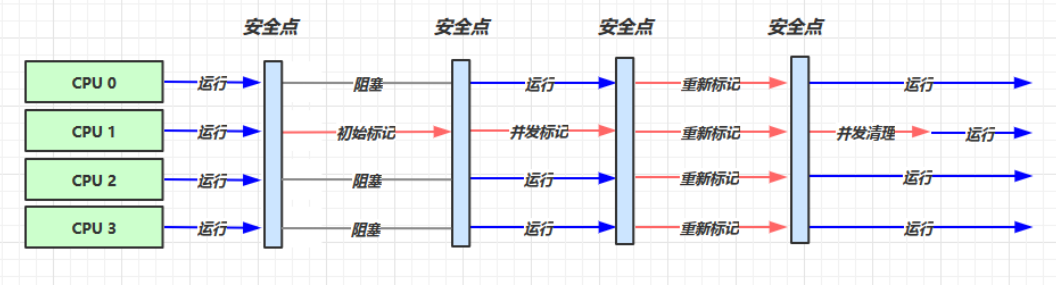 安全点 安全点 安全点 安全点
CPU 0 运行 阻塞 运行 重新标记 运行
CPU 1 运行 初始标记 并发标记 重新标记 并发清理 运行
CPU 2 运行 阻塞 运行 重新标记 运行
CPU 3 运行 阻塞 运行 重新标记 运行